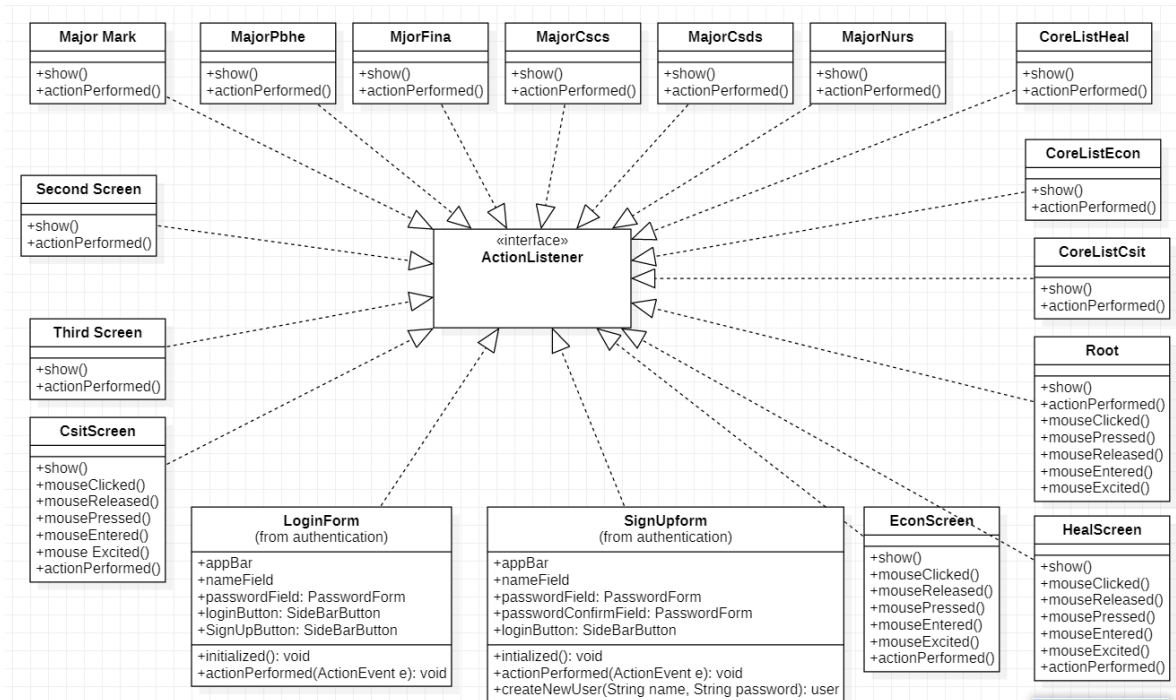 Major Mark
+show()
+actionPerformed()
MajorPbhe
+show()
+actionPerformed()
MjorFina
+show()
+actionPerformed()
MajorCscs
+show()
+actionPerformed()
MajorCsds
+show()
+actionPerformed()
MajorNurs
+show()
+actionPerformed()
CoreListHeal
+show()
+actionPerformed()
CoreListEcon
+show()
+actionPerformed()
Second Screen
+show()
+actionPerformed()
«interface»
ActionListener
CoreListCsit
+show()
+actionPerformed()
Third Screen
+show()
+actionPerformed()
Root
+show()
+actionPerformed()
+mouseClicked()
+mousePressed()
+mouseReleased()
+mouseEntered()
+mouseExcited()
CsitScreen
+show()
+mouseClicked()
+mouseReleased()
+mousePressed()
+mouseEntered()
+mouse Excited()
+actionPerformed()
LoginForm
(from authentication)
+appBar
+nameField
+passwordField: PasswordForm
+loginButton: SideBarButton
+SignUpButton: SideBarButton
+initialized(): void
+actionPerformed(ActionEvent e): void
SignUpform
(from authentication)
+appBar
+nameField
+passwordField: PasswordForm
+passwordConfirmField: PasswordForm
+loginButton: SideBarButton
+intialized(): void
+actionPerformed(ActionEvent e): void
+createNewUser(String name, String password): user
EconScreen
+show()
+mouseClicked()
+mouseReleased()
+mousePressed()
+mouseEntered()
+mouseExcited()
+actionPerformed()
HealScreen
+show()
+mouseClicked()
+mouseReleased()
+mousePressed()
+mouseEntered()
+mouseExcited()
+actionPerformed()